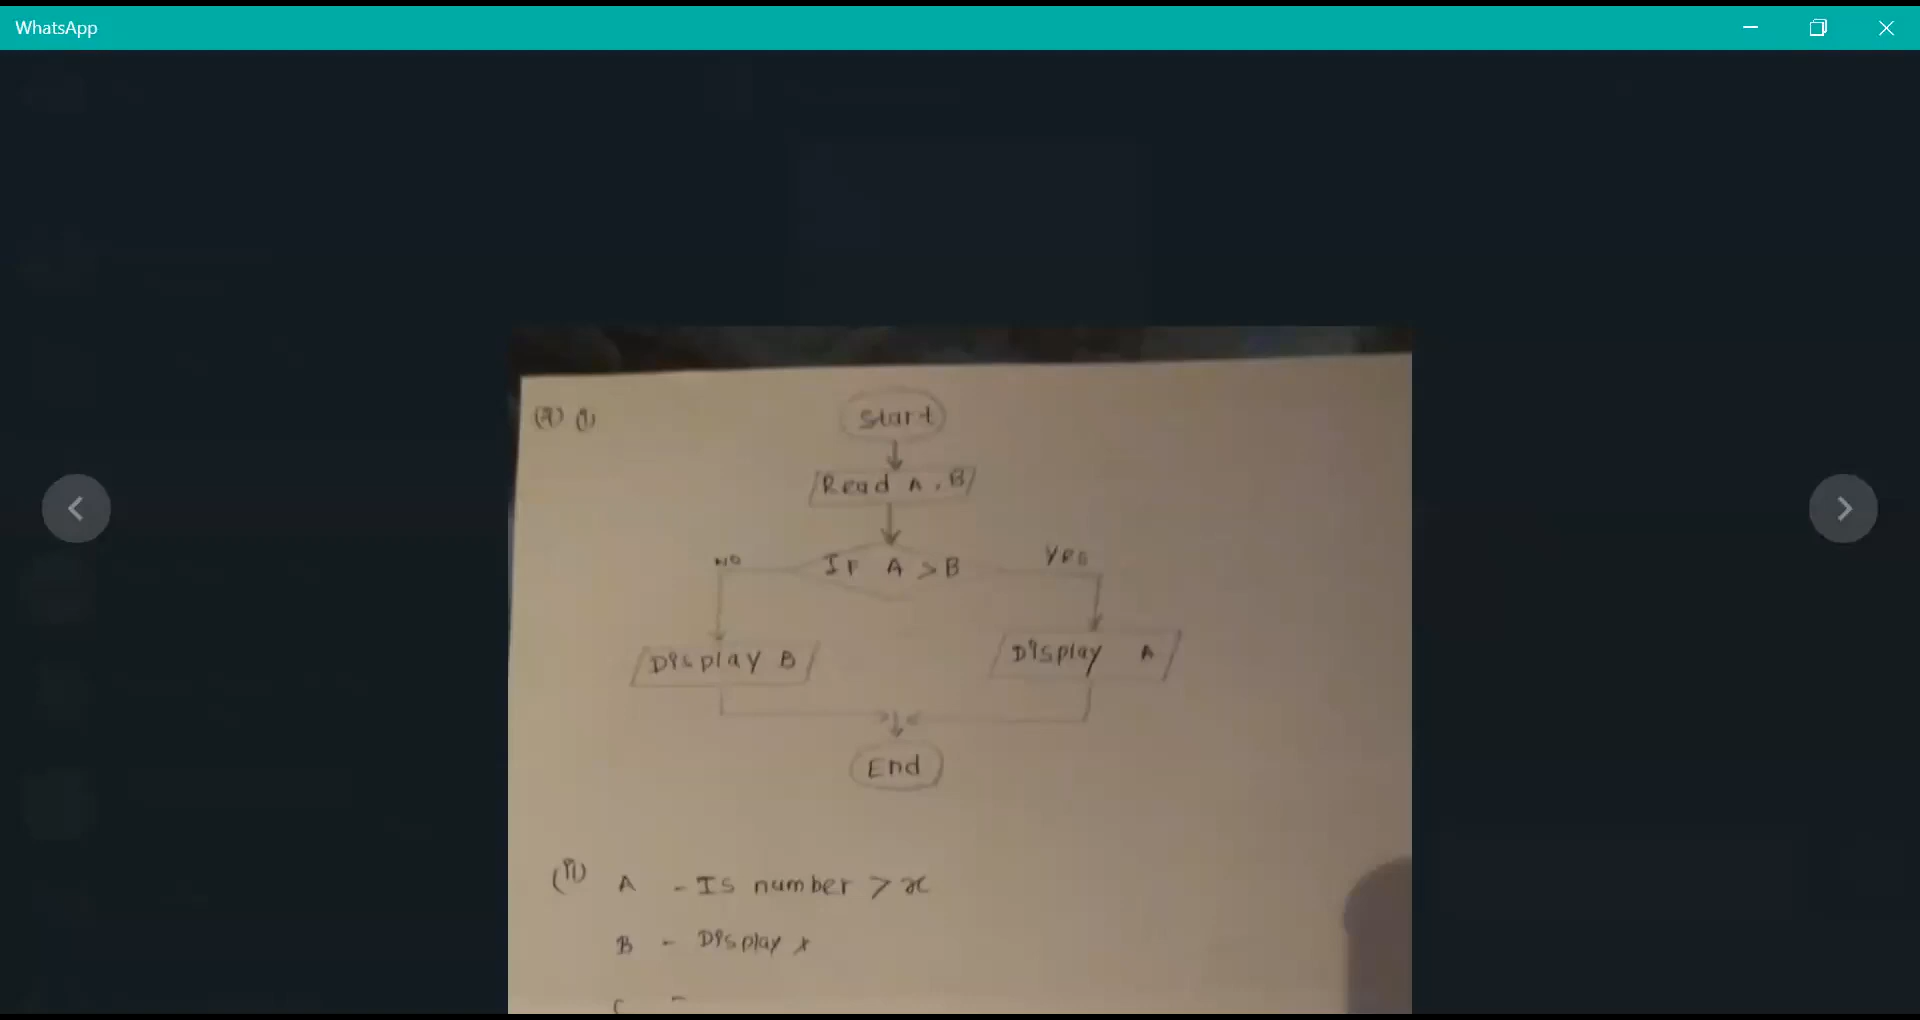 WhatsApp
(i)
Start
Read A, B
NO
If A > B
YES
Display B
Display A
End
(ii) A - Is number > x
B - Display x
C -